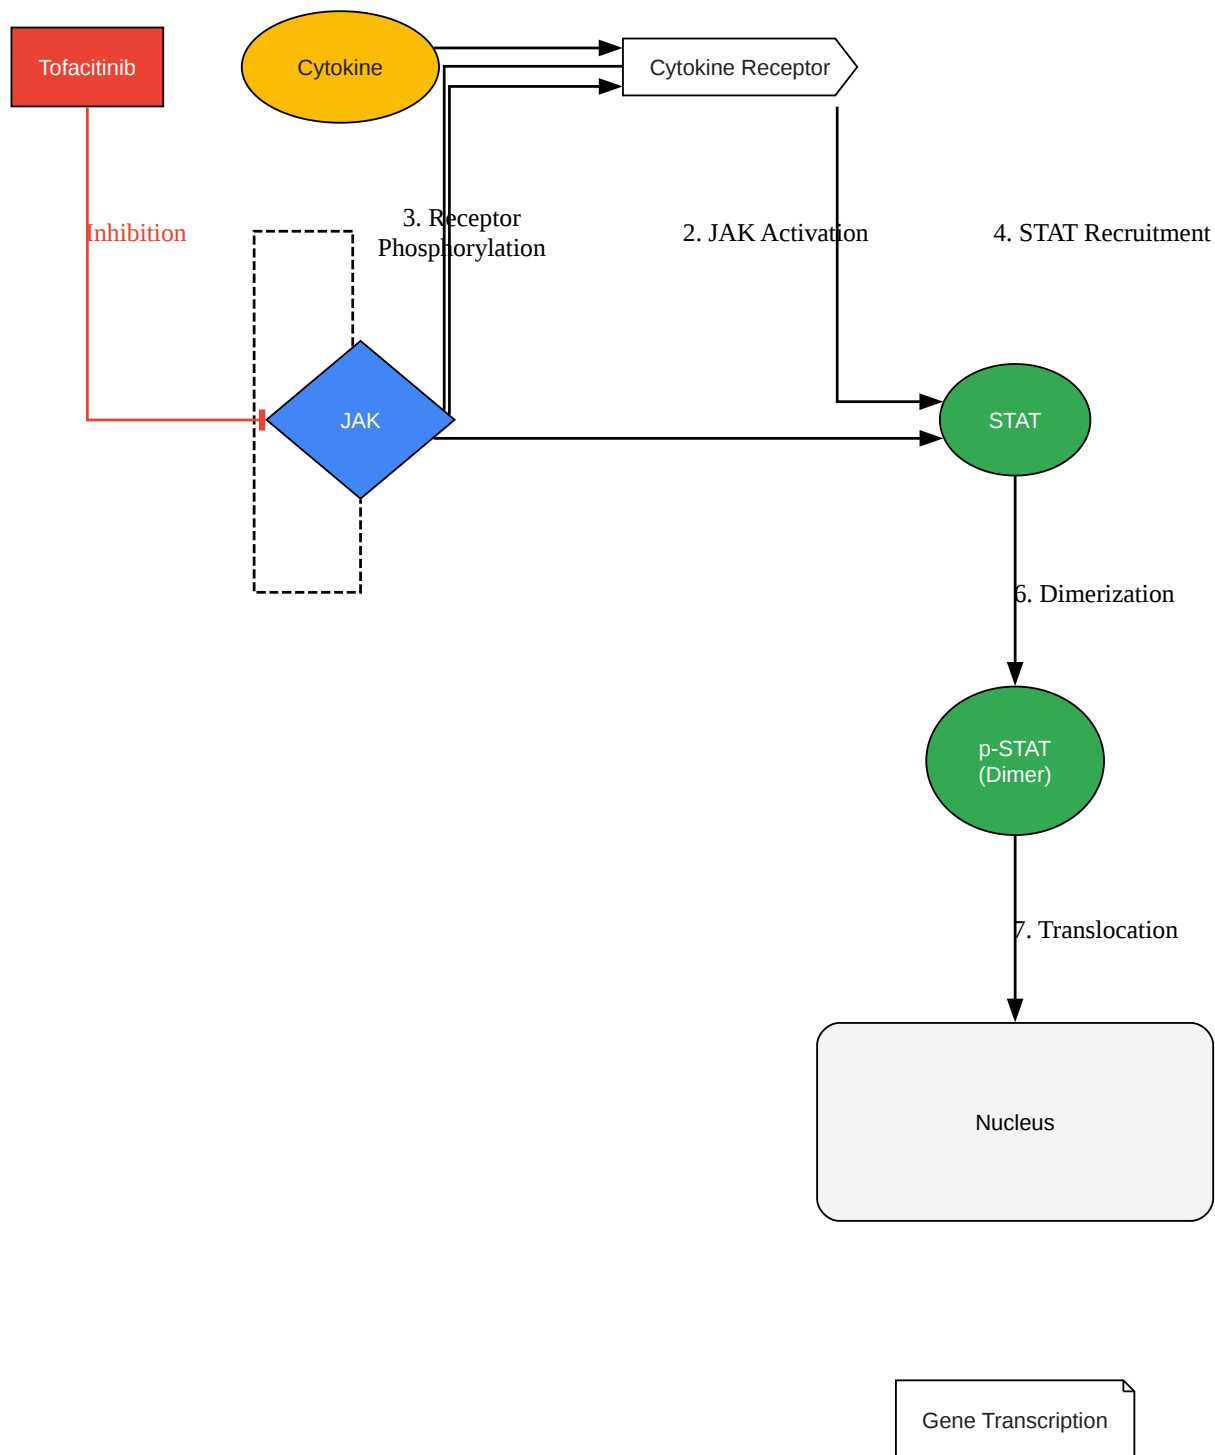 Tofacitinib
Cytokine
Cytokine Receptor
Inhibition
3. Receptor
Phosphorylation
2. JAK Activation
4. STAT Recruitment
JAK
STAT
6. Dimerization
p-STAT
(Dimer)
7. Translocation
Nucleus
Gene Transcription